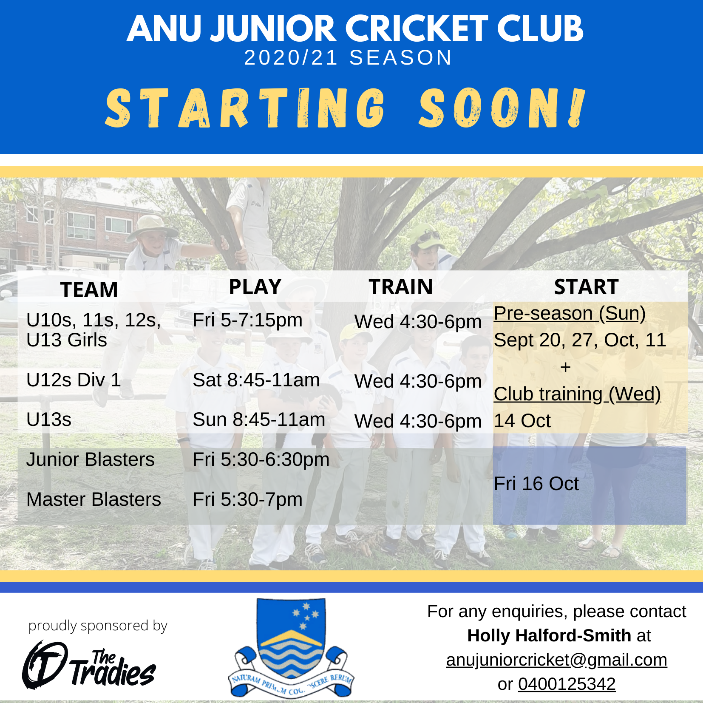 ANU JUNIOR CRICKET CLUB
2020/21 SEASON
STARTING SOON!
TEAM PLAY TRAIN START
U10s, 11s, 12s, Fri 5-7:15pm Wed 4:30-6pm Pre-season (Sun)
U13 Girls Sept 20, 27, Oct, 11
+
U12s Div 1 Sat 8:45-11am Wed 4:30-6pm Club training (Wed)
U13s Sun 8:45-11am Wed 4:30-6pm 14 Oct
Junior Blasters Fri 5:30-6:30pm
Fri 16 Oct
Master Blasters Fri 5:30-7pm
proudly sponsored by
The
Tradies
NATURAM PRIM
For any enquiries, please contact
Holly Halford-Smith at
anujuniorcricket@gmail.com
or 0400125342